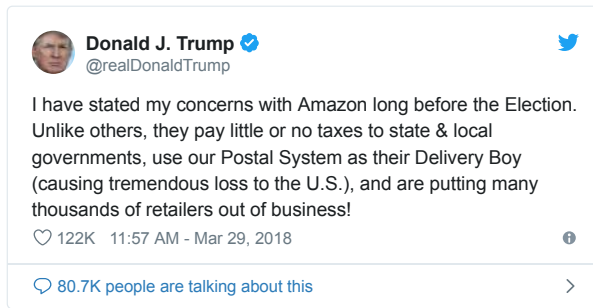 Donald J. Trump
@realDonaldTrump
I have stated my concerns with Amazon long before the Election.
Unlike others, they pay little or no taxes to state & local
governments, use our Postal System as their Delivery Boy
(causing tremendous loss to the U.S.), and are putting many
thousands of retailers out of business!
122K 11:57 AM - Mar 29, 2018
80.7K people are talking about this